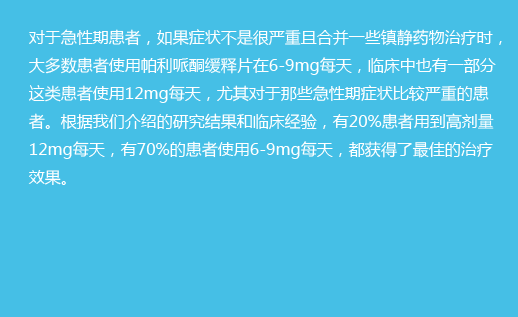 对于急性期患者，如果症状不是很严重且合并一些镇静药物治疗时，
大多数患者使用帕利哌酮缓释片在6-9mg每天，临床中也有一部分
这类患者使用12mg每天，尤其对于那些急性期症状比较严重的患
者。根据我们介绍的研究结果和临床经验，有20%患者用到高剂量
12mg每天，有70%的患者使用6-9mg每天，都获得了最佳的治疗
效果。